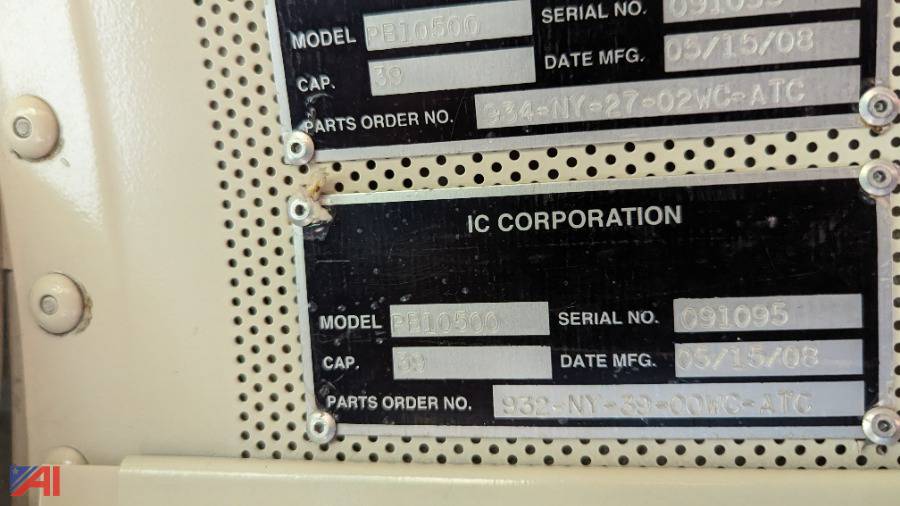 SERIAL NO. 091095
MODEL PB10500
DATE MFG. 05/15/08
CAP. 39
PARTS ORDER NO. 934-NY-27-02WC-ATC
IC CORPORATION
MODEL PB10500 SERIAL NO. 091095
CAP. 39 DATE MFG. 05/15/08
PARTS ORDER NO. 932-NY-39-00WC-ATC
AI